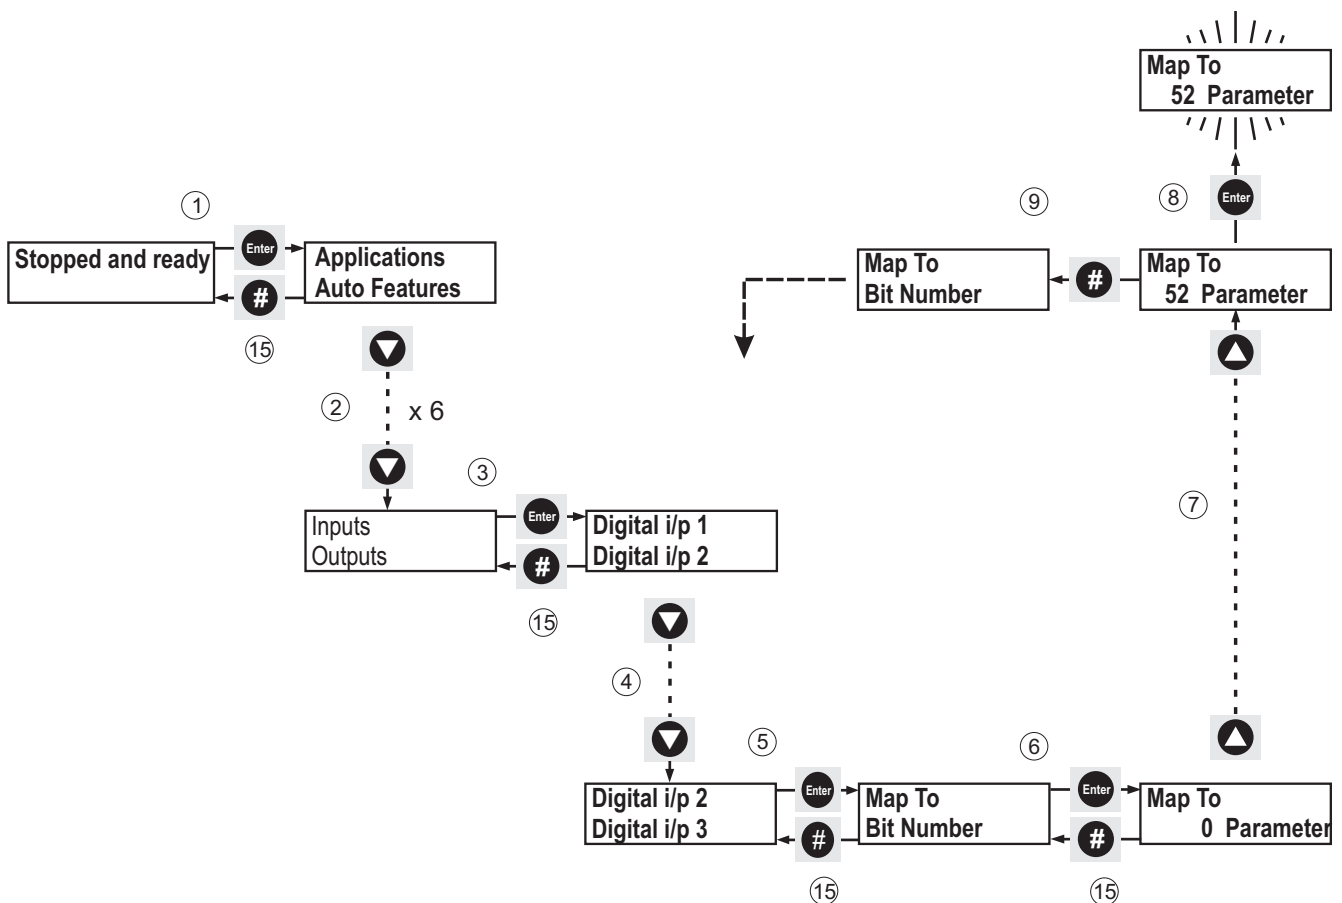 Map To
52 Parameter
8
Enter
9
1
Stopped and ready
Enter
#
15
Applications
Auto Features
Map To
Bit Number
#
Map To
52 Parameter
2
x 6
3
Inputs
Outputs
Enter
#
15
Digital i/p 1
Digital i/p 2
7
4
5
6
Digital i/p 2
Digital i/p 3
Enter
#
15
Map To
Bit Number
Enter
#
15
Map To
0 Parameter